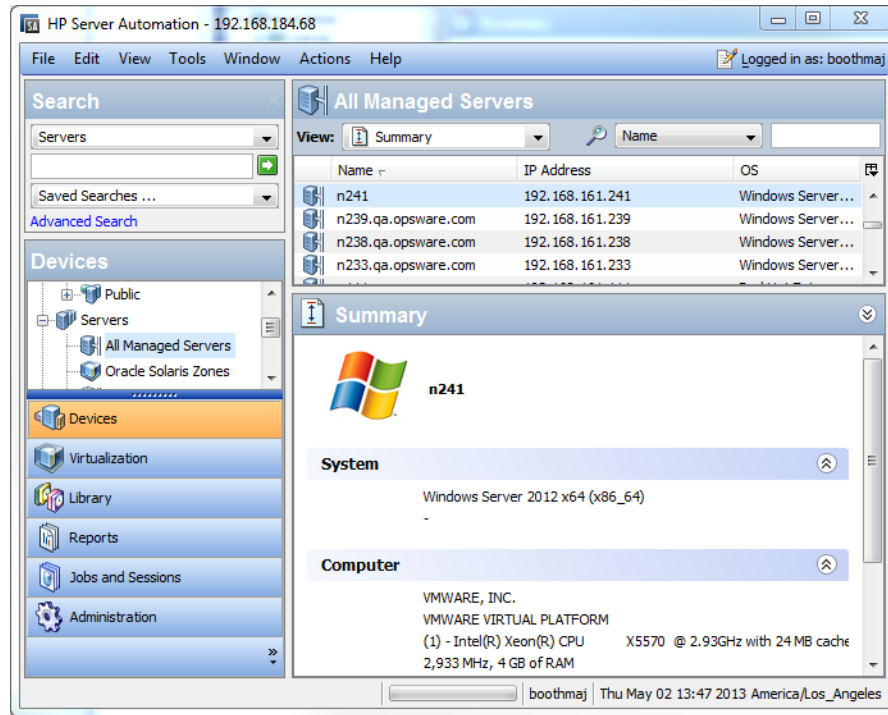 HP Server Automation - 192.168.184.68
File Edit View Tools Window Actions Help
Logged in as: boothmaj
Search
Servers
Saved Searches ...
Advanced Search
Devices
Public
Servers
All Managed Servers
Oracle Solaris Zones
Devices
Virtualization
Library
Reports
Jobs and Sessions
Administration
All Managed Servers
View: Summary Name
Name IP Address OS
n241 192.168.161.241 Windows Server...
n239.qa.opsware.com 192.168.161.239 Windows Server...
n238.qa.opsware.com 192.168.161.238 Windows Server...
n233.qa.opsware.com 192.168.161.233 Windows Server...
Summary
n241
System
Windows Server 2012 x64 (x86_64)
-
Computer
VMWARE, INC.
VMWARE VIRTUAL PLATFORM
(1) - Intel(R) Xeon(R) CPU X5570 @ 2.93GHz with 24 MB cache
2,933 MHz, 4 GB of RAM
boothmaj Thu May 02 13:47 2013 America/Los_Angeles